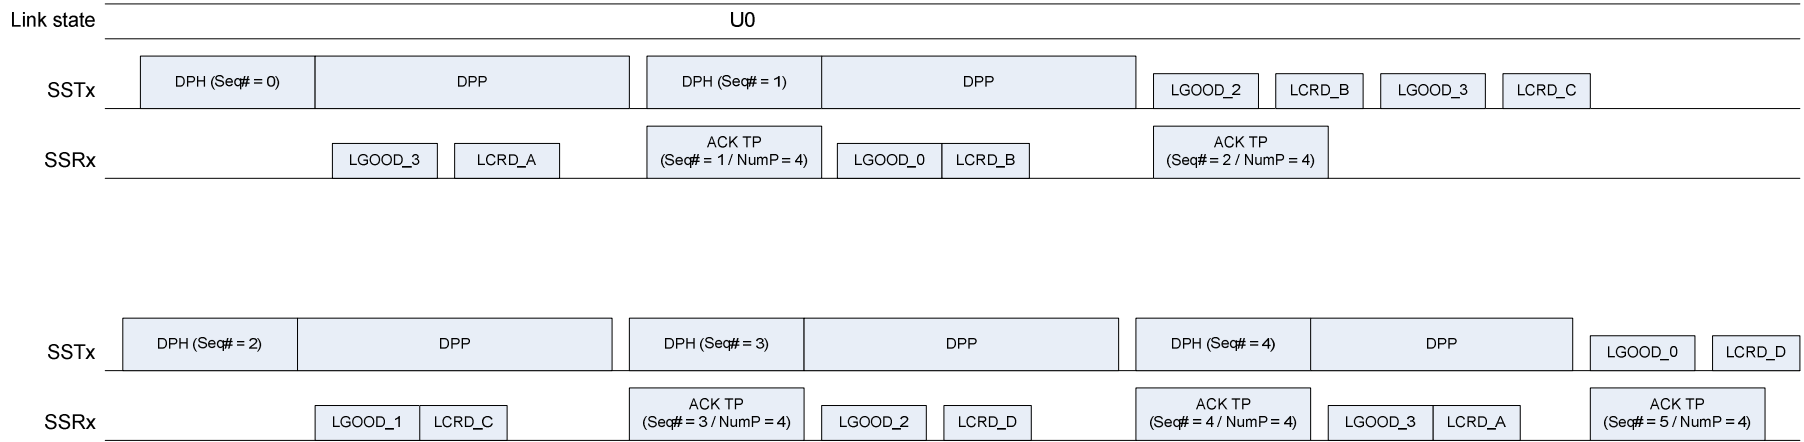 Link state
U0
SSTx
DPH (Seq# = 0)
DPP
DPH (Seq# = 1)
DPP
LGOOD_2
LCRD_B
LGOOD_3
LCRD_C
SSRx
LGOOD_3
LCRD_A
ACK TP
(Seq# = 1 / NumP = 4)
LGOOD_0
LCRD_B
ACK TP
(Seq# = 2 / NumP = 4)
SSTx
DPH (Seq# = 2)
DPP
DPH (Seq# = 3)
DPP
DPH (Seq# = 4)
DPP
LGOOD_0
LCRD_D
SSRx
LGOOD_1
LCRD_C
ACK TP
(Seq# = 3 / NumP = 4)
LGOOD_2
LCRD_D
ACK TP
(Seq# = 4 / NumP = 4)
LGOOD_3
LCRD_A
ACK TP
(Seq# = 5 / NumP = 4)